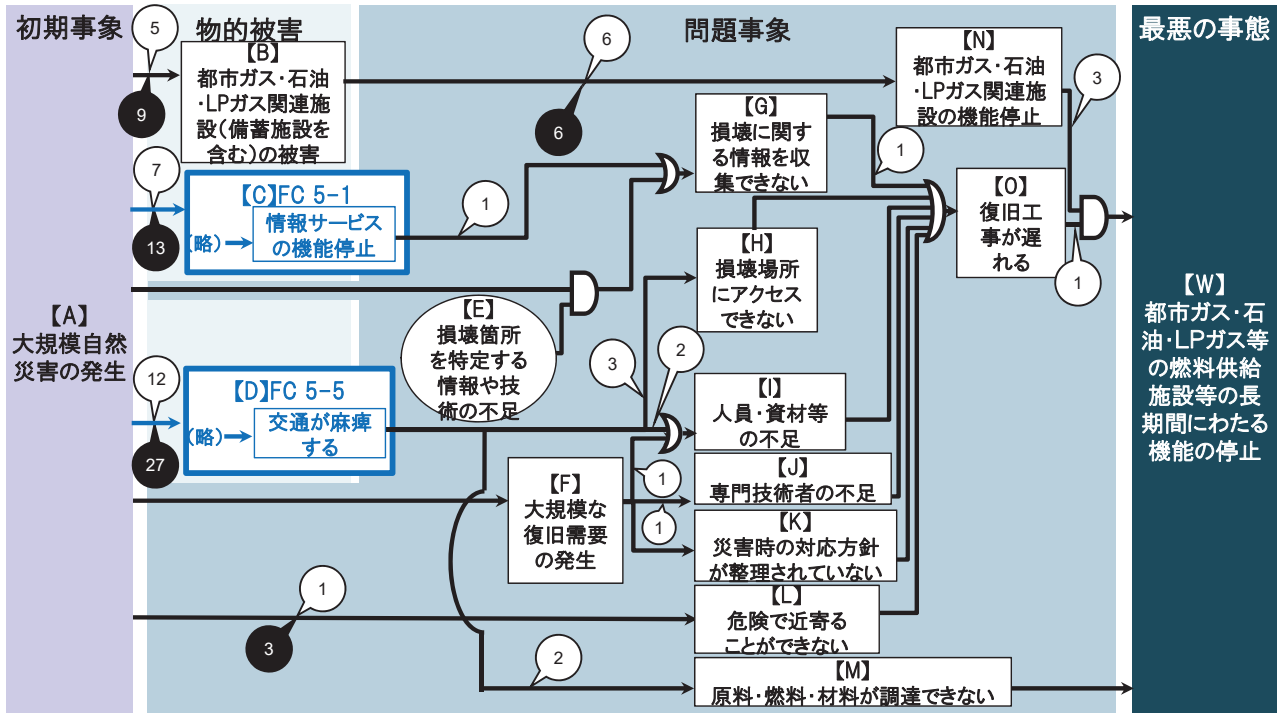 初期事象
物的被害
問題事象
最悪の事態
【A】
大規模自然
災害の発生
5
9
【B】
都市ガス・石油
・LPガス関連施
設(備蓄施設を
含む)の被害
7
13
【C】FC 5-1
(略)
情報サービス
の機能停止
12
27
【D】FC 5-5
(略)
交通が麻痺
する
【E】
損壊箇所
を特定する
情報や技
術の不足
【F】
大規模な
復旧需要
の発生
6
6
1
3
2
1
1
1
3
2
【G】
損壊に関す
る情報を収
集できない
【H】
損壊場所
にアクセス
できない
【I】
人員・資材等
の不足
【J】
専門技術者の不足
【K】
災害時の対応方針
が整理されていない
【L】
危険で近寄る
ことができない
【M】
原料・燃料・材料が調達できない
【N】
都市ガス・石油
・LPガス関連施
設の機能停止
3
1
【O】
復旧工
事が遅
れる
1
【W】
都市ガス・石
油・LPガス等
の燃料供給
施設等の長
期間にわたる
機能の停止